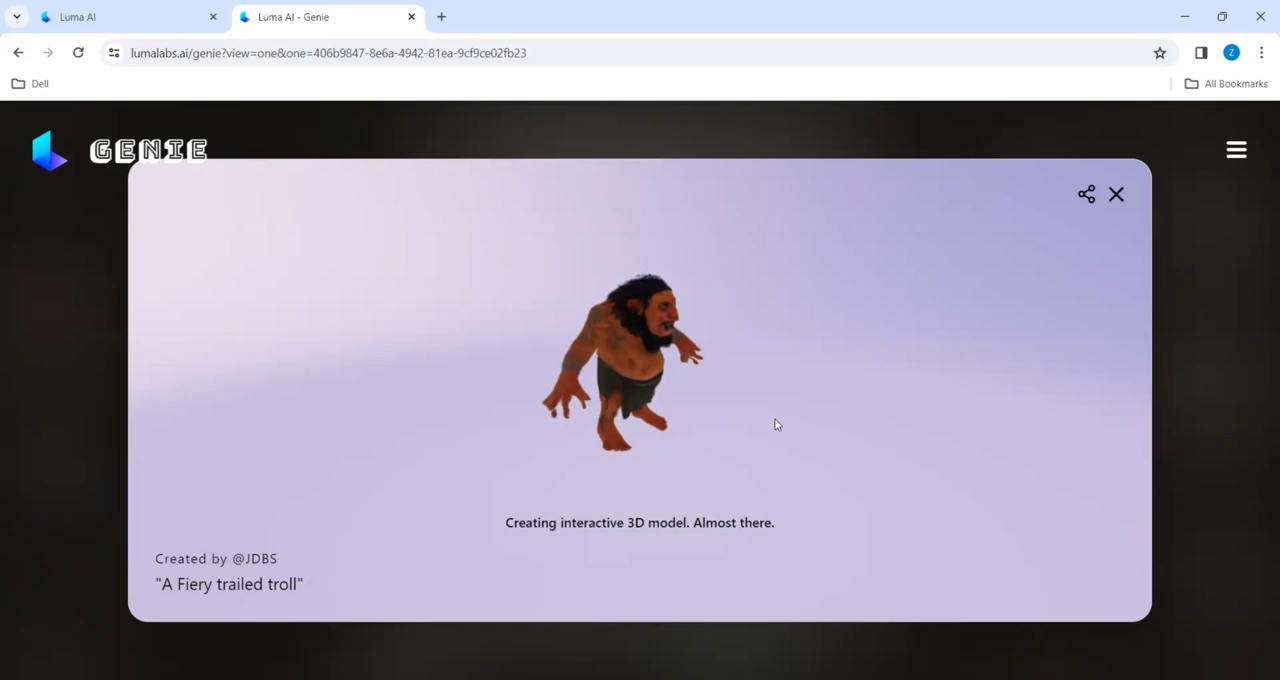 Luma AI
Luma AI - Genie
lumalabs.ai/genie?view=one&one=406b9847-8e6a-4942-81ea-9cf9ce02fb23
Z
Dell
All Bookmarks
GENIE
Creating interactive 3D model. Almost there.
Created by @JDBS
"A Fiery trailed troll"